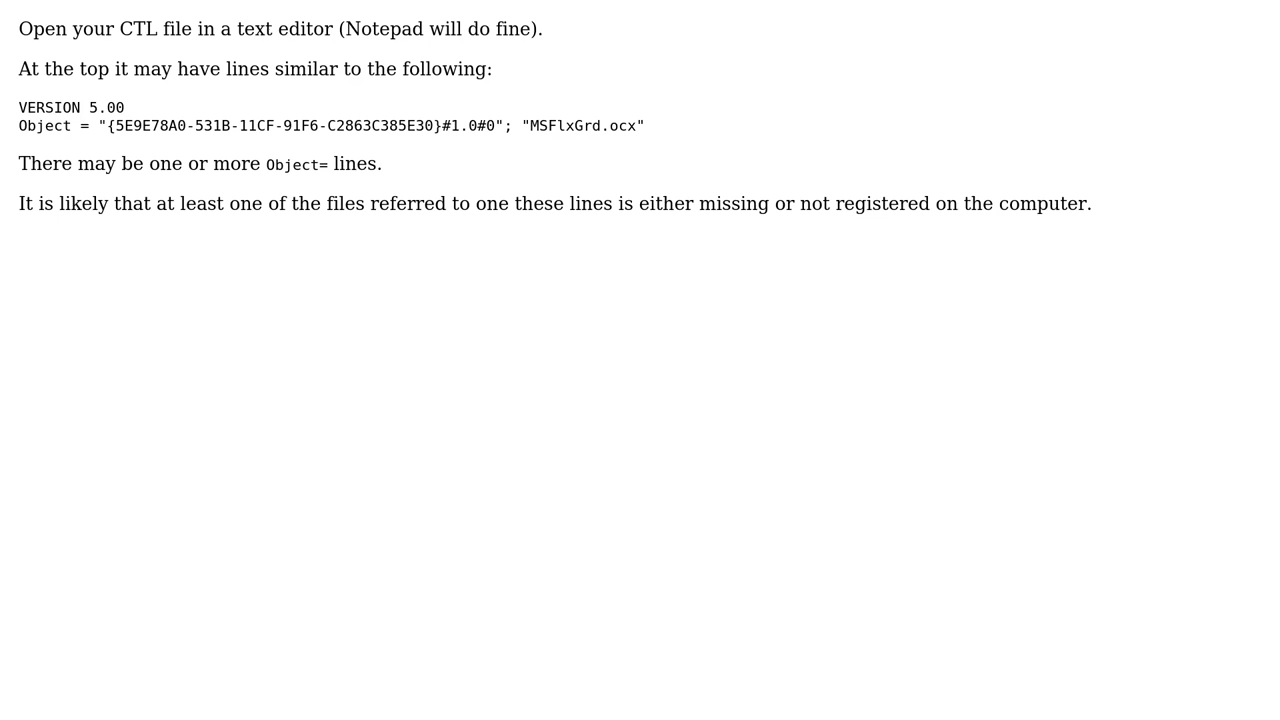 Open your CTL file in a text editor (Notepad will do fine).
At the top it may have lines similar to the following:
VERSION 5.00
Object = "{5E9E78A0-531B-11CF-91F6-C2863C385E30}#1.0#0"; "MSFlxGrd.ocx"
There may be one or more Object= lines.
It is likely that at least one of the files referred to one these lines is either missing or not registered on the computer.